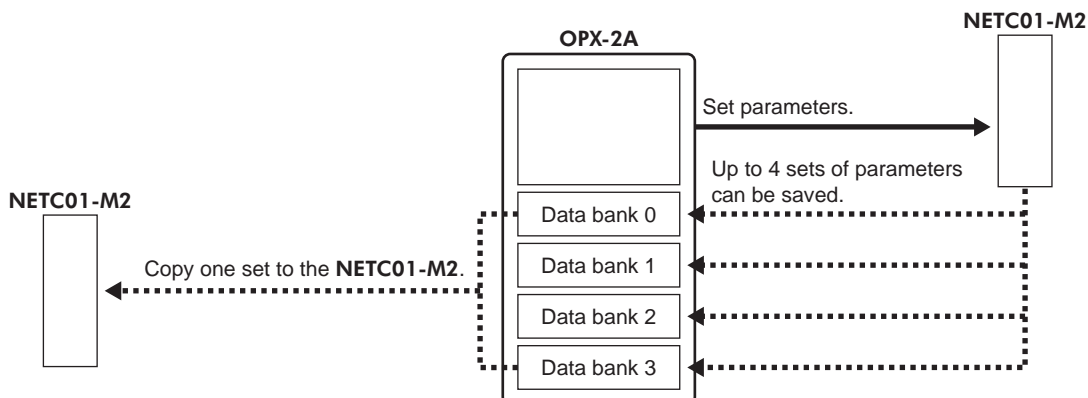 NETC01-M2
OPX-2A
Set parameters.
Up to 4 sets of parameters
can be saved.
NETC01-M2
Data bank 0
Copy one set to the NETC01-M2.
Data bank 1
Data bank 2
Data bank 3